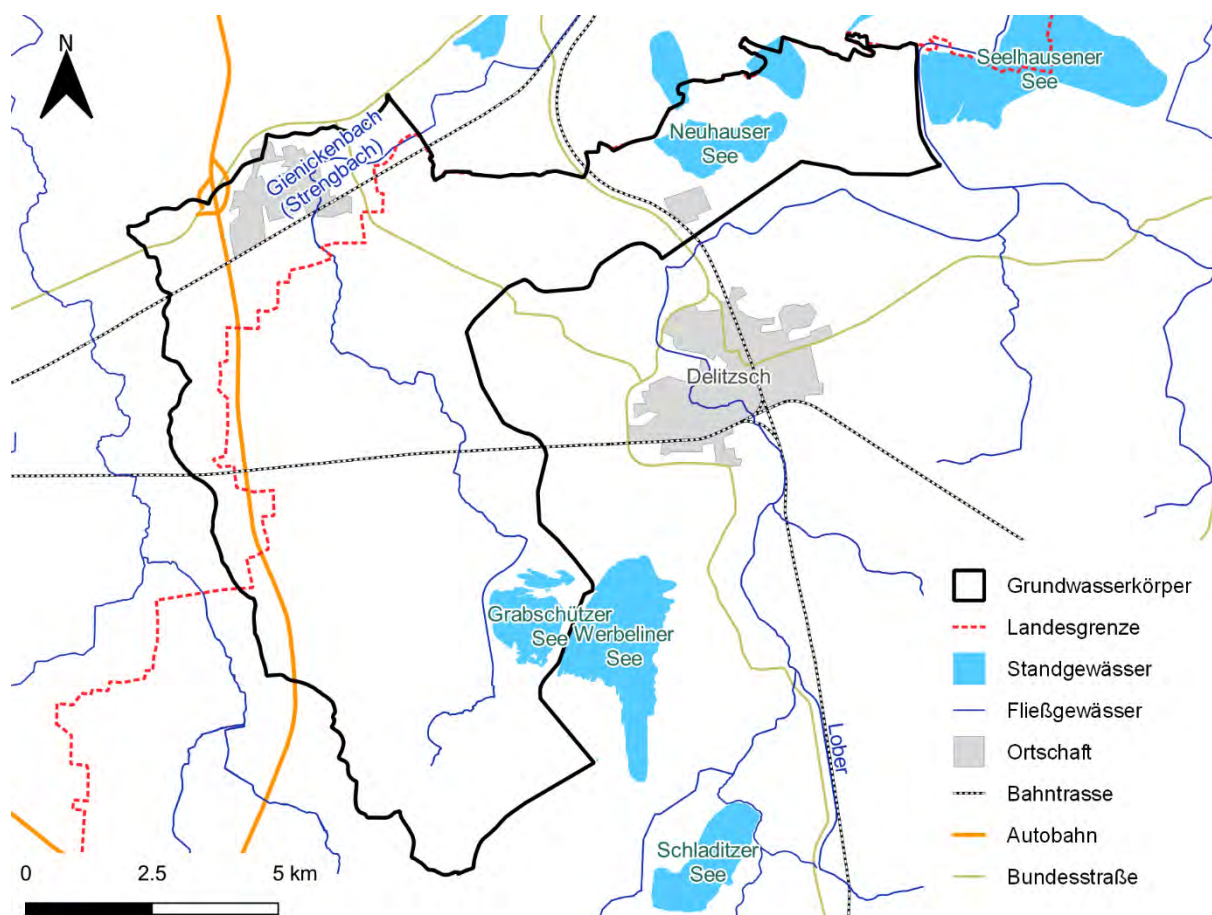 N
Seelhausener
See
Neuhauser
See
Gienickenbach
(Strengbach)
Delitzsch
Grabschützer
See
Werbeliner
See
Lober
Schladitzer
See
Grundwasserkörper
Landesgrenze
Standgewässer
Fließgewässer
Ortschaft
Bahntrasse
Autobahn
Bundesstraße
0 2.5 5 km